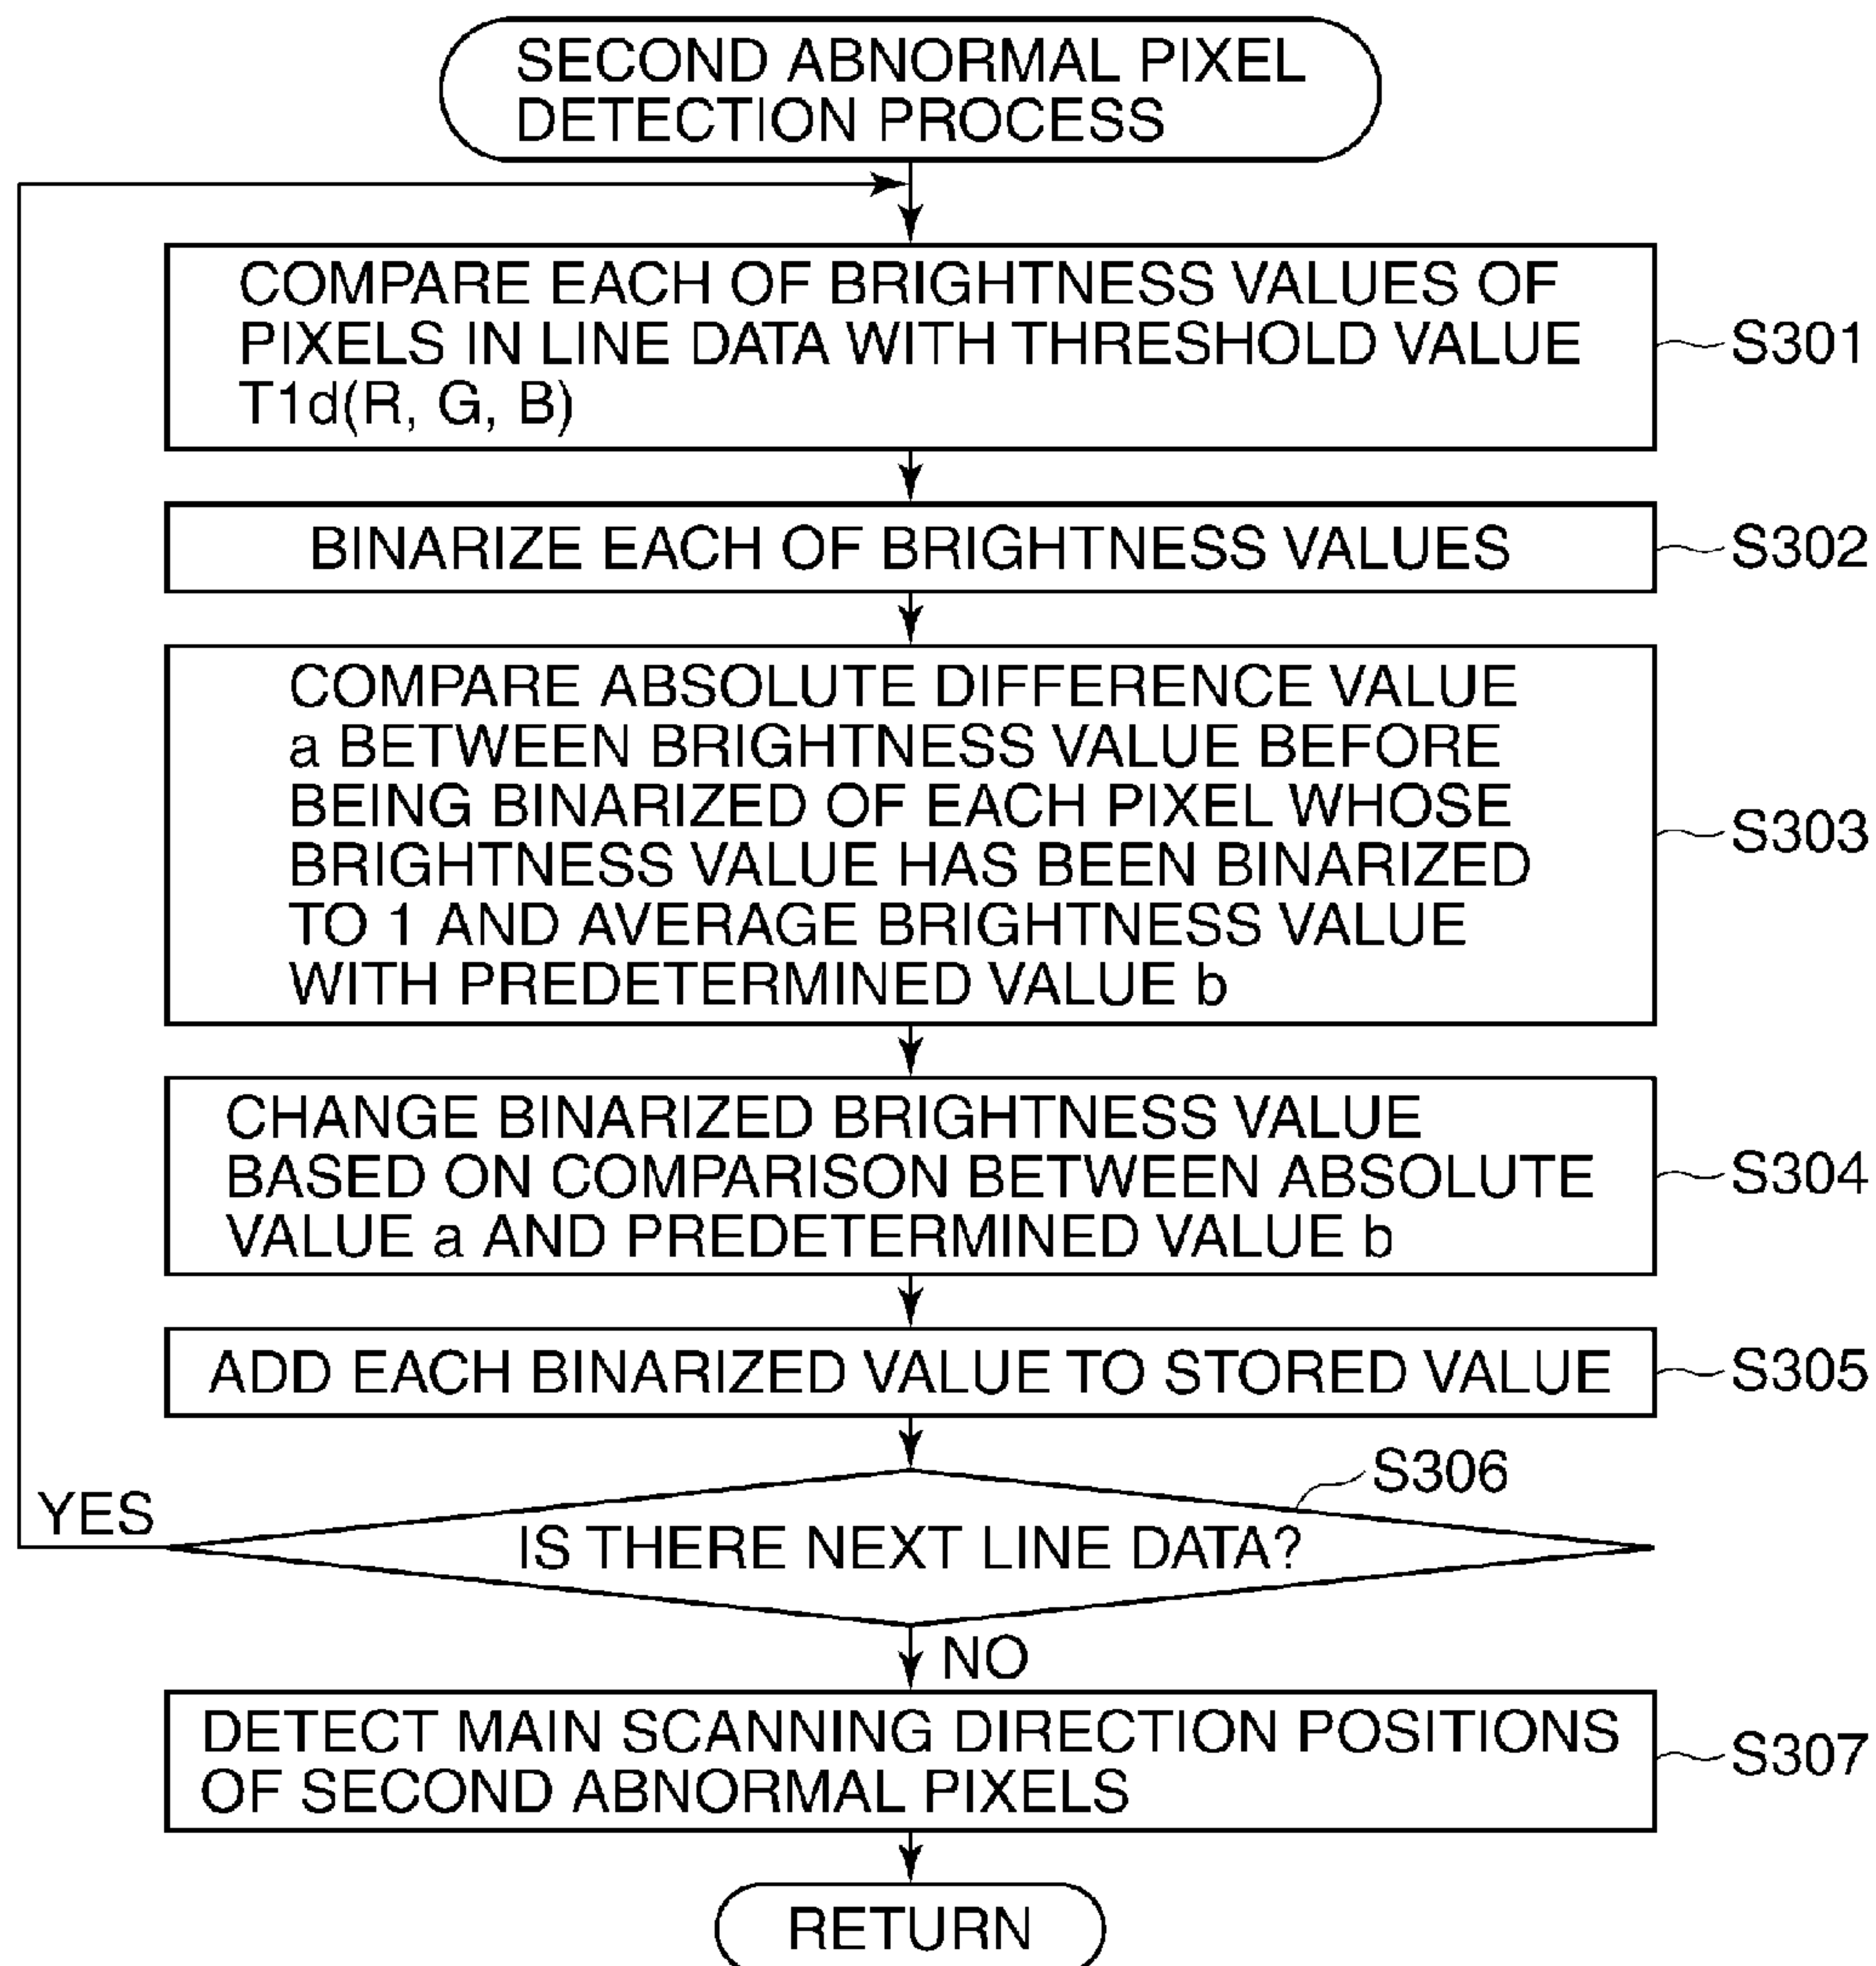 SECOND ABNORMAL PIXEL
DETECTION PROCESS
COMPARE EACH OF BRIGHTNESS VALUES OF
PIXELS IN LINE DATA WITH THRESHOLD VALUE
T1d(R, G, B)
S301
BINARIZE EACH OF BRIGHTNESS VALUES
S302
COMPARE ABSOLUTE DIFFERENCE VALUE
a BETWEEN BRIGHTNESS VALUE BEFORE
BEING BINARIZED OF EACH PIXEL WHOSE
BRIGHTNESS VALUE HAS BEEN BINARIZED
TO 1 AND AVERAGE BRIGHTNESS VALUE
WITH PREDETERMINED VALUE b
S303
CHANGE BINARIZED BRIGHTNESS VALUE
BASED ON COMPARISON BETWEEN ABSOLUTE
VALUE a AND PREDETERMINED VALUE b
S304
ADD EACH BINARIZED VALUE TO STORED VALUE
S305
S306
YES
IS THERE NEXT LINE DATA?
NO
DETECT MAIN SCANNING DIRECTION POSITIONS
OF SECOND ABNORMAL PIXELS
S307
RETURN